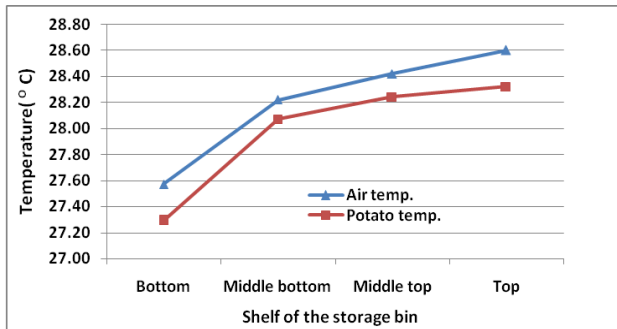 28.80
28.60
28.40
28.20
28.00
27.80
27.60
27.40
27.20
27.00
Temperature( ° C)
Air temp.
Potato temp.
Bottom Middle bottom Middle top Top
Shelf of the storage bin